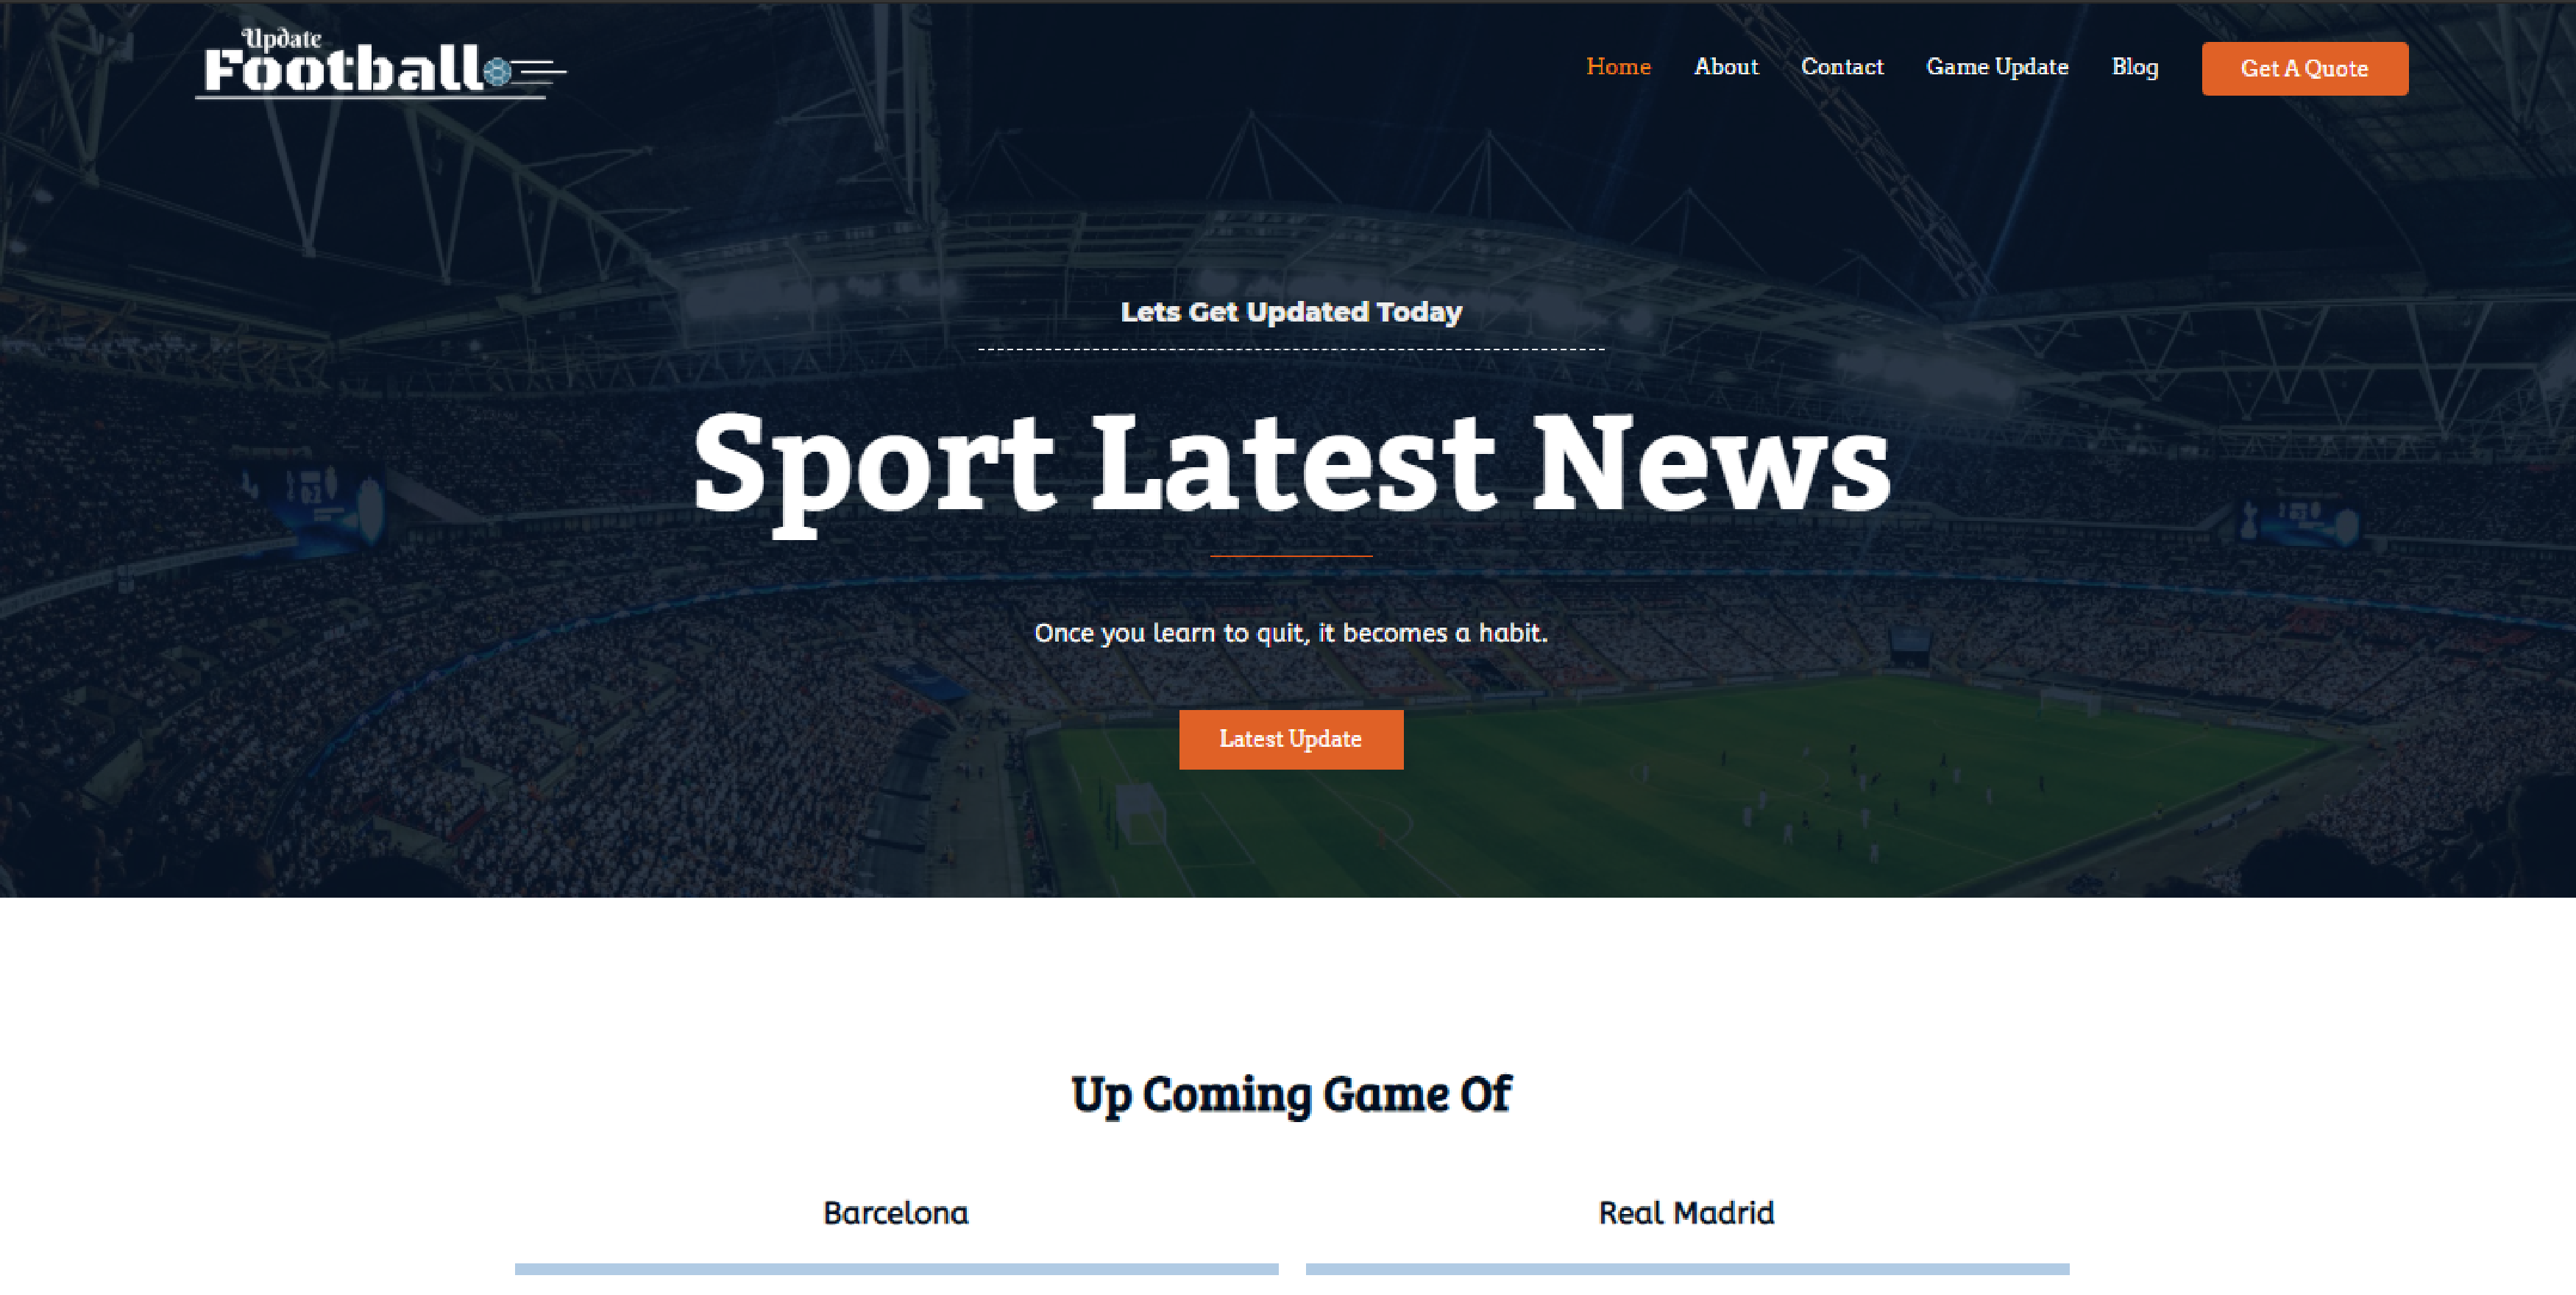 Update
Football
Home About Contact Game Update Blog Get A Quote
Lets Get Updated Today
Sport Latest News
Once you learn to quit, it becomes a habit.
Latest Update
Up Coming Game Of
Barcelona Real Madrid